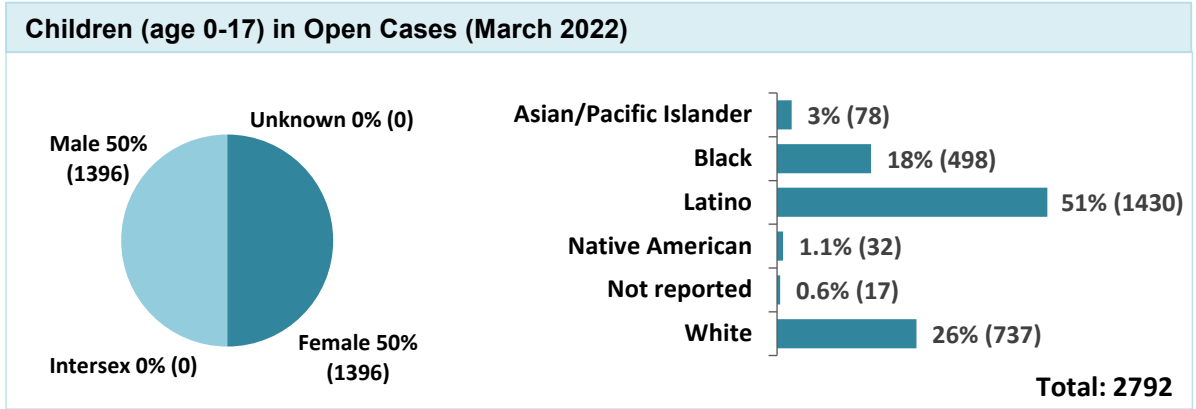 Children (age 0-17) in Open Cases (March 2022)
Unknown 0% (0)
Male 50%
(1396)
Intersex 0% (0)
Female 50%
(1396)
Asian/Pacific Islander 3% (78)
Black 18% (498)
Latino 51% (1430)
Native American 1.1% (32)
Not reported 0.6% (17)
White 26% (737)
Total: 2792